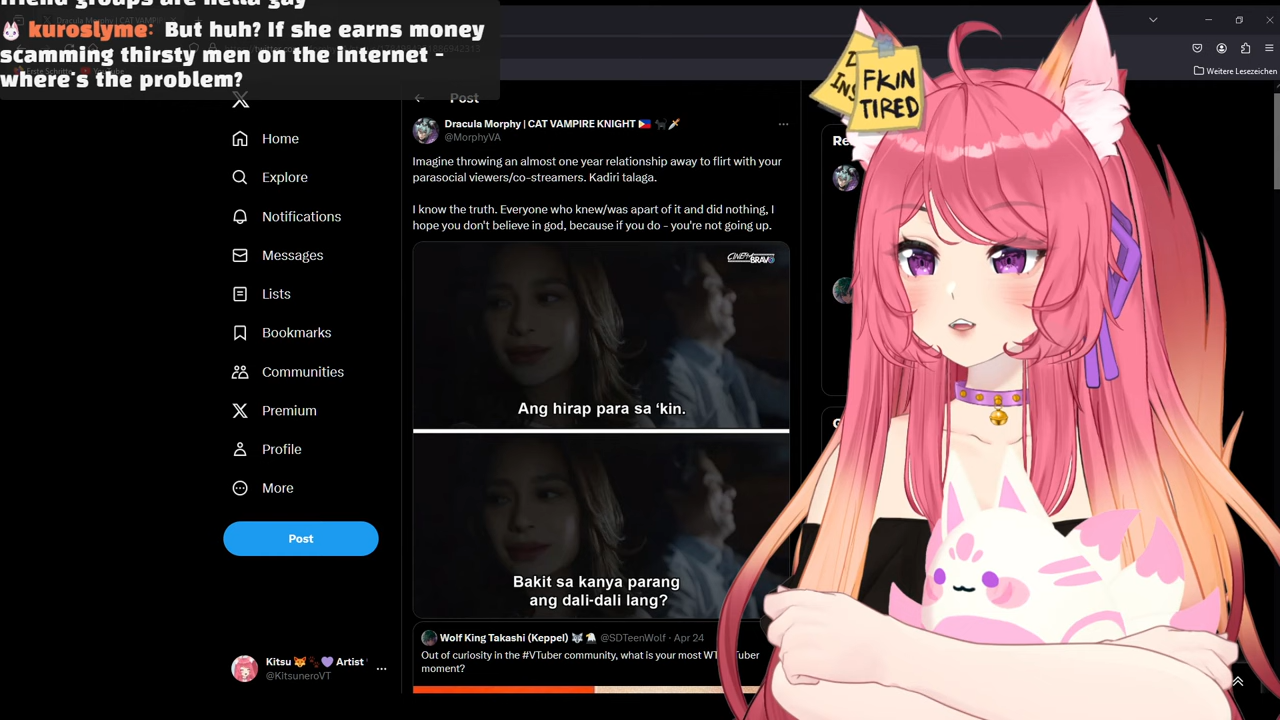 friend groups are hella gay
kuroslyme: But huh? If she earns money
scamming thirsty men on the internet -
where's the problem?
Weitere Lesezeichen
Post
Home
Explore
Notifications
Messages
Lists
Bookmarks
Communities
Premium
Profile
More
Post
Kitsu 🦊🐾💜 Artist
@KitsuneroVT
Dracula Morphy | CAT VAMPIRE KNIGHT 🇵🇭 🐈‍⬛ 🗡️
@MorphyVA
Imagine throwing an almost one year relationship away to flirt with your
parasocial viewers/co-streamers. Kadiri talaga.
I know the truth. Everyone who knew/was apart of it and did nothing, I
hope you don't believe in god, because if you do - you're not going up.
CINEMA BRAVO
Ang hirap para sa ‘kin.
Bakit sa kanya parang
ang dali-dali lang?
Wolf King Takashi (Keppel) @SDTeenWolf · Apr 24
Out of curiosity in the #VTuber community, what is your most WT
Tuber
moment?
Re
FKIN
TIRED
INS